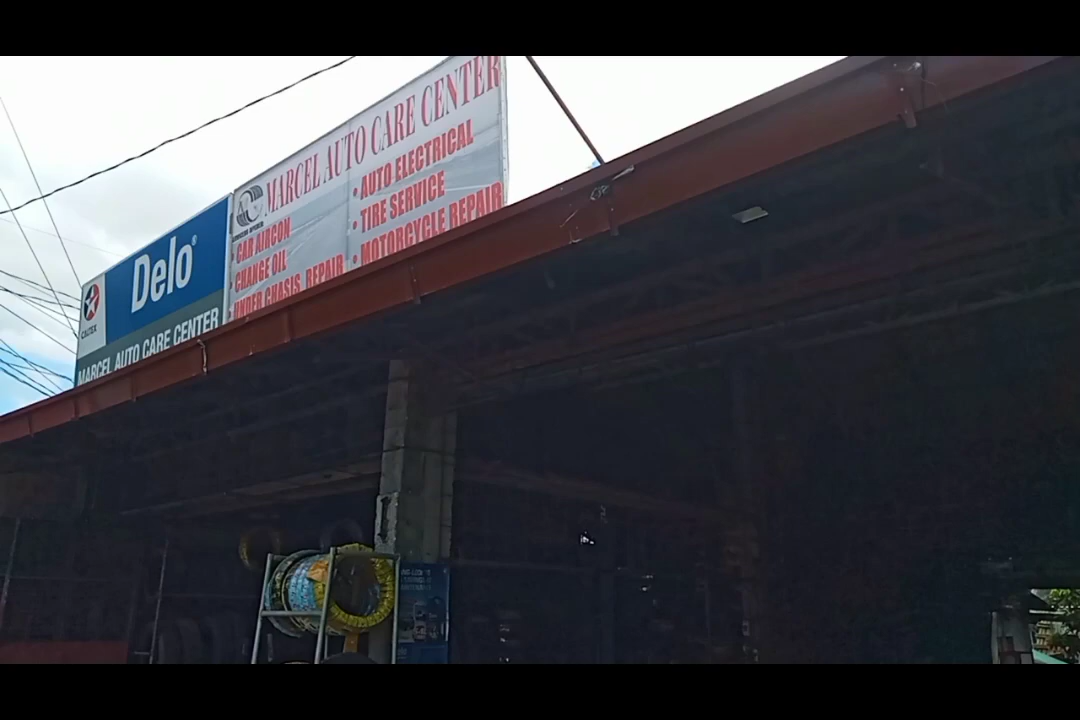 CALTEX
Delo
MARCEL AUTO CARE CENTER
MARCEL AUTO CARE CENTER
• CAR AIRCON
• CHANGE OIL
• UNDER CHASIS REPAIR
• AUTO ELECTRICAL
• TIRE SERVICE
• MOTORCYCLE REPAIR